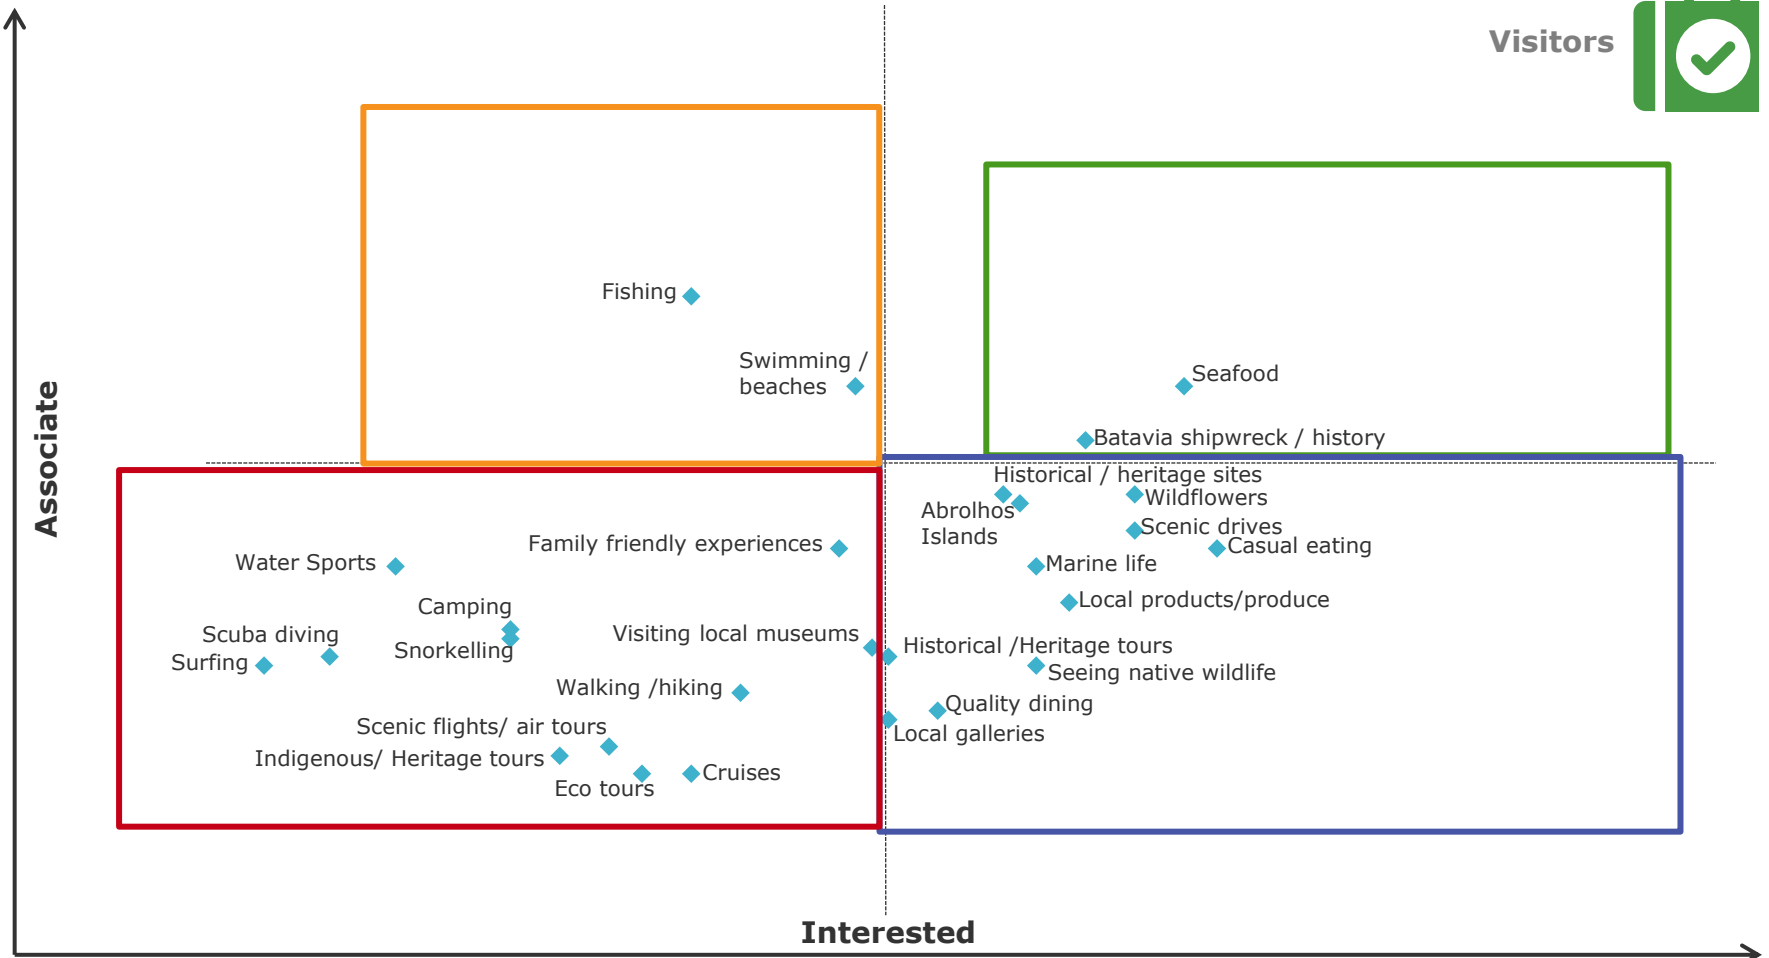 Visitors
Associate
Fishing
Swimming /
beaches
Seafood
Batavia shipwreck / history
Historical / heritage sites
Wildflowers
Abrolhos
Islands
Scenic drives
Casual eating
Family friendly experiences
Water Sports
Marine life
Local products/produce
Camping
Scuba diving
Snorkelling
Surfing
Visiting local museums
Historical /Heritage tours
Seeing native wildlife
Walking /hiking
Quality dining
Local galleries
Scenic flights/ air tours
Indigenous/ Heritage tours
Eco tours
Cruises
Interested